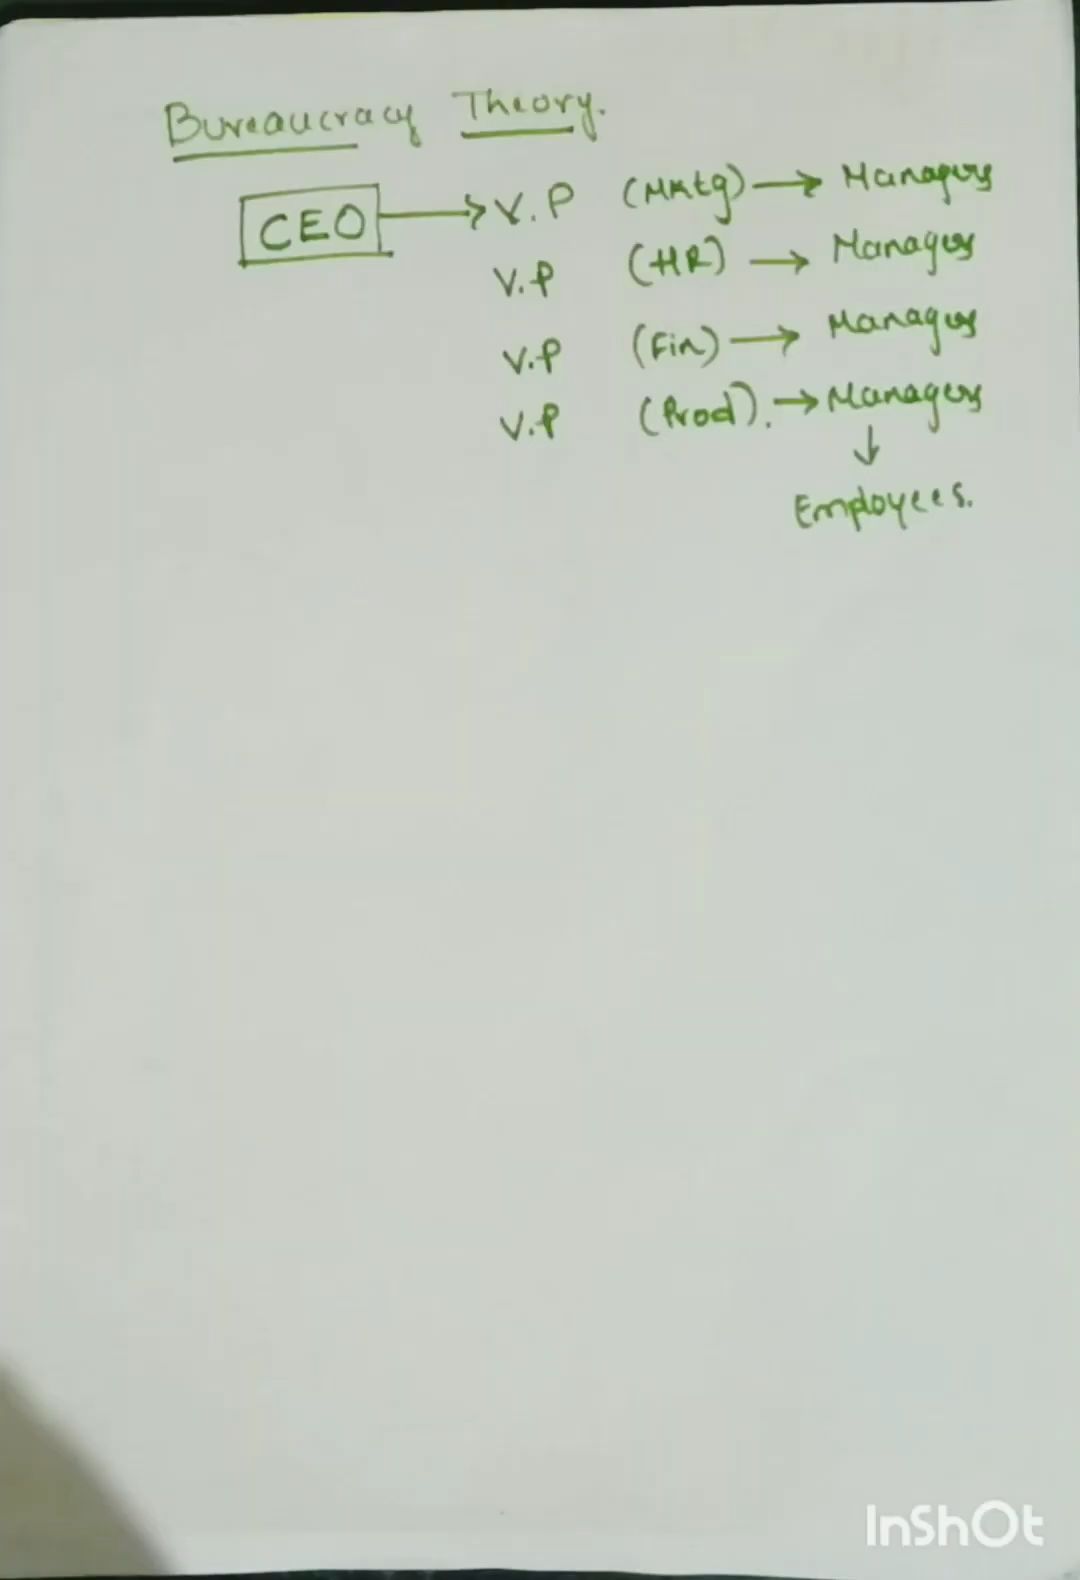 Bureaucracy Theory.
CEO → V.P (Mktg) → Managers
V.P (HR) → Managers
V.P (Fin) → Managers
V.P (Prod). → Managers
↓
Employees.
InShOt